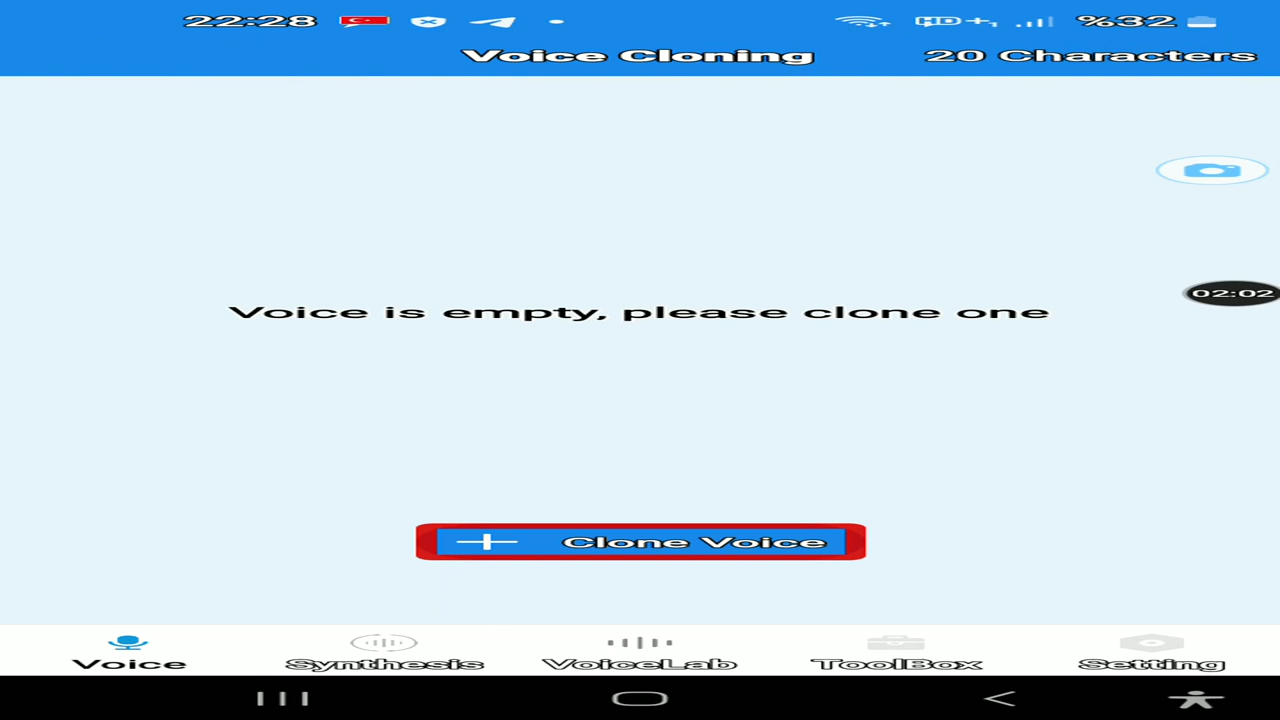 22:28 HD+ %32
Voice Cloning 20 Characters
02:02
Voice is empty, please clone one
Clone Voice
Voice Synthesis VoiceLab ToolBox Setting